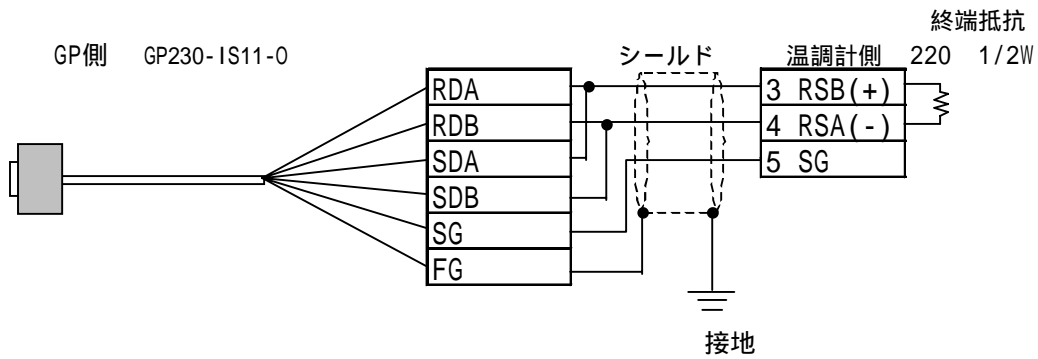 終端抵抗
GP側 GP230-IS11-O
シールド
温調計側
220 1/2W
RDA
RDB
SDA
SDB
SG
FG
3 RSB(+)
4 RSA(-)
5 SG
接地